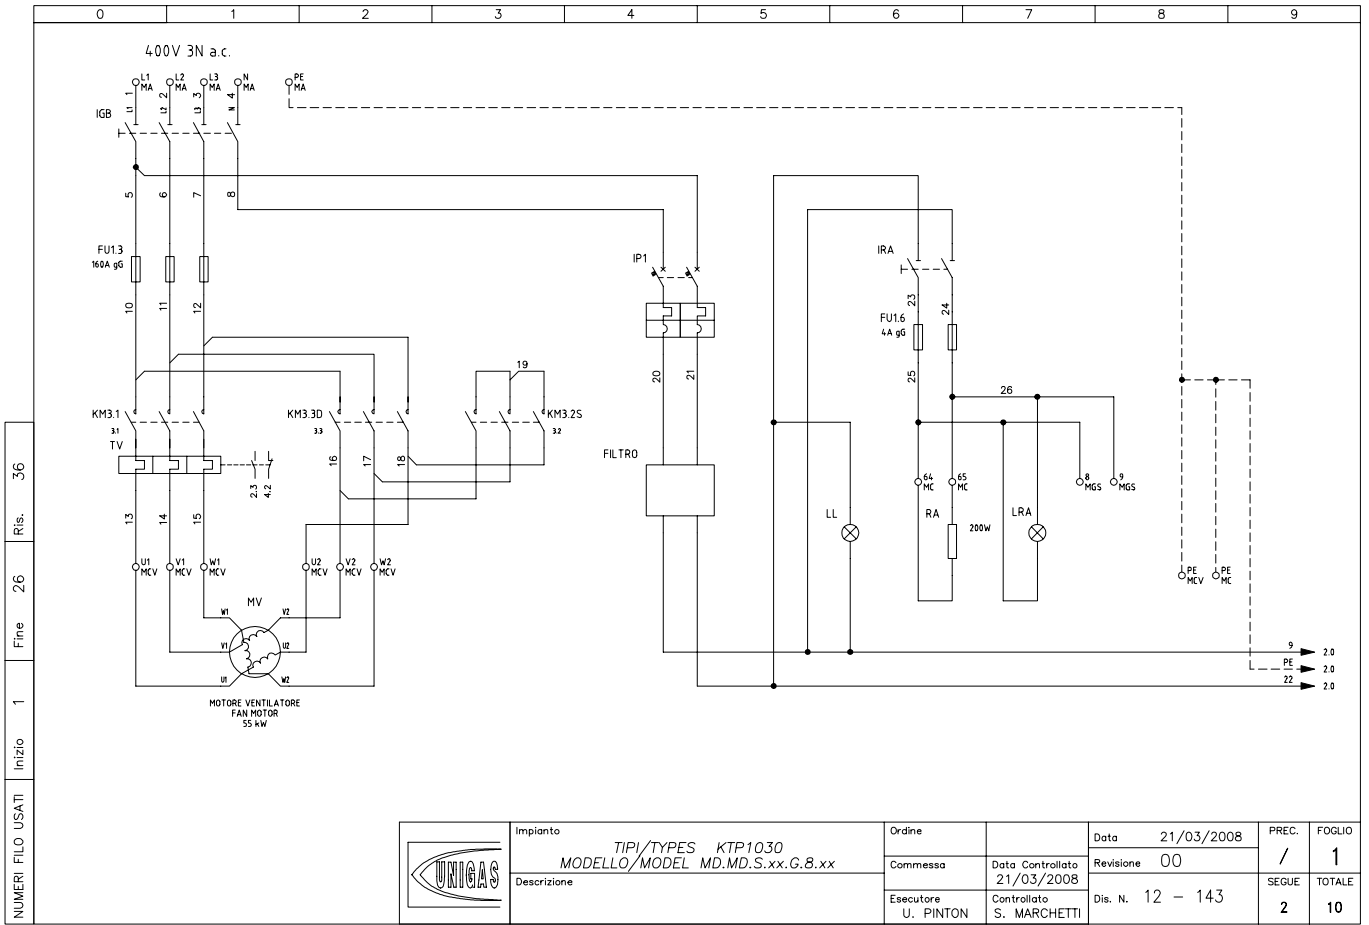 0 1 2 3 4 5 6 7 8 9
400V 3N a.c.
L1 MA
L2 MA
L3 MA
N MA
PE MA
1 2 3 4
L1 L2 L3 N
IGB
5 6 7 8
FU1.3
160A gG
10 11 12
IP1
IRA
23 24
FU1.6
4A gG
25
26
20 21
19
KM3.1
3.1
KM3.3D
3.3
KM3.2S
3.2
TV
2.3 4.2
16 17 18
FILTRO
13 14 15
64 MC
65 MC
8 MGS
9 MGS
LL
RA
200W
LRA
U1 MCV
V1 MCV
W1 MCV
U2 MCV
V2 MCV
W2 MCV
PE MCV
PE MC
MV
W1 V2
V1 U2
U1 W2
MOTORE VENTILATORE
FAN MOTOR
55 kW
9 2.0
PE 2.0
22 2.0
NUMERI FILO USATI Inizio 1 Fine 26 Ris. 36
UNIGAS
Impianto
TIPI/TYPES KTP1030
MODELLO/MODEL MD.MD.S.xx.G.8.xx
Descrizione
Ordine
Commessa
Esecutore
U. PINTON
Data Controllato
21/03/2008
Controllato
S. MARCHETTI
Data 21/03/2008
Revisione 00
Dis. N. 12 - 143
PREC.
/
FOGLIO
1
SEGUE
2
TOTALE
10